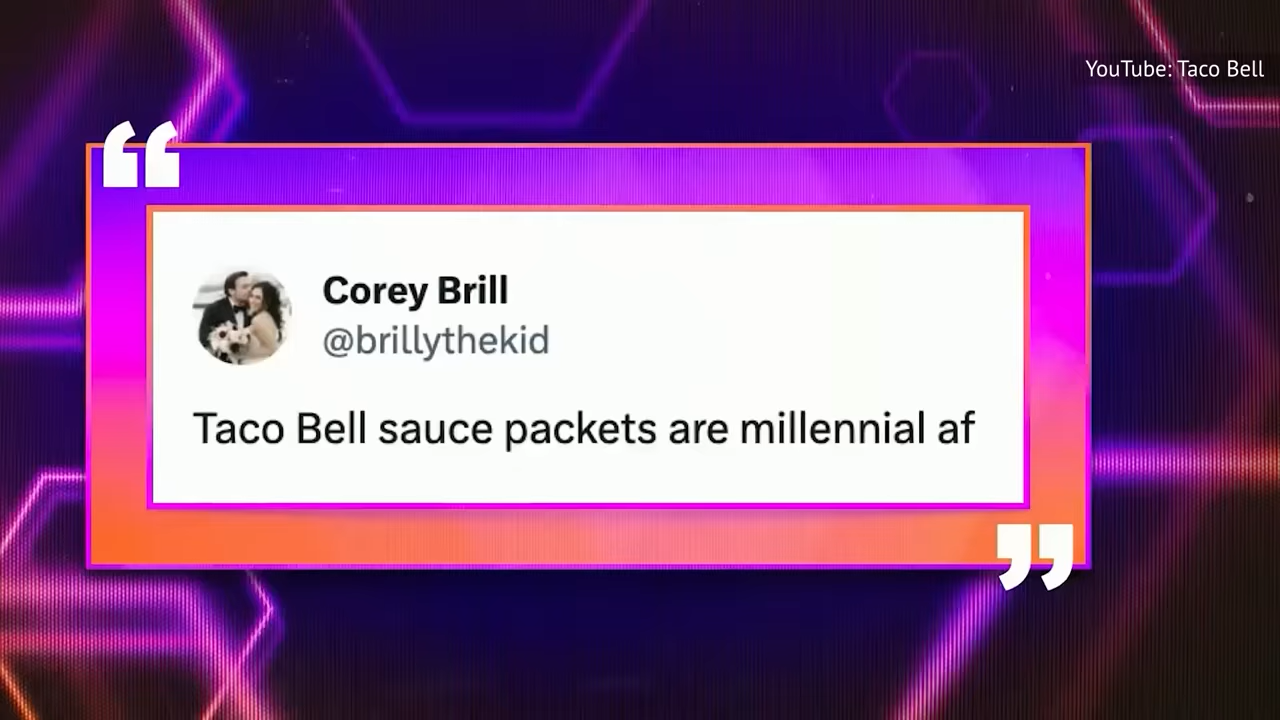 YouTube: Taco Bell
“
Corey Brill
@brillythekid
Taco Bell sauce packets are millennial af
”